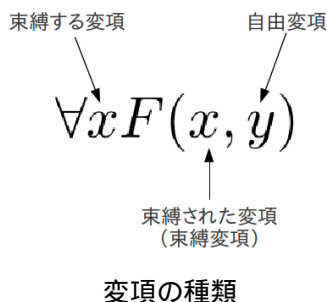 束縛する変項
自由変項
∀xF(x, y)
束縛された変項
（束縛変項）
変項の種類